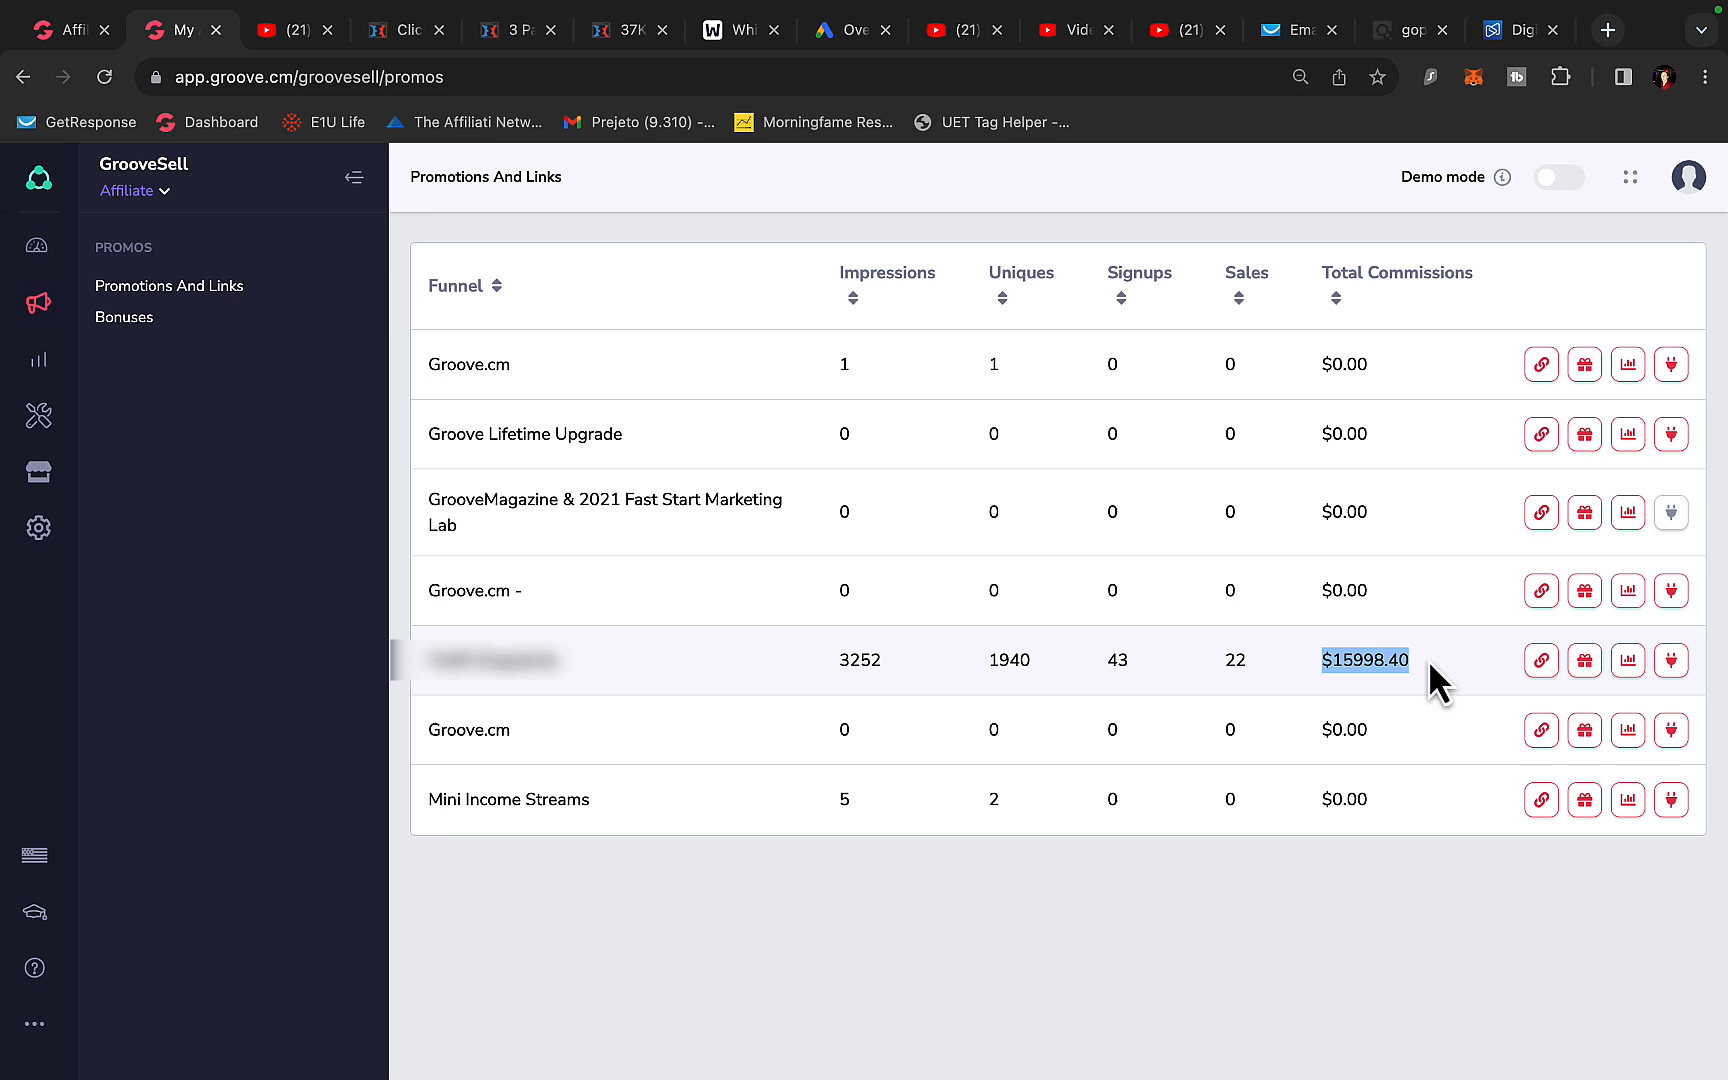 Affil
My
(21)
Clic
3 Pa
37K
W
Whi
Ove
(21)
Vide
(21)
Ema
gop
Digi
app.groove.cm/groovesell/promos
tb
GetResponse
Dashboard
E1U Life
The Affiliati Netw...
Prejeto (9.310) -...
Morningfame Res...
UET Tag Helper -...
GrooveSell
Affiliate
PROMOS
Promotions And Links
Bonuses
Promotions And Links
Demo mode
Funnel Impressions Uniques Signups Sales Total Commissions
Groove.cm 1 1 0 0 $0.00
Groove Lifetime Upgrade 0 0 0 0 $0.00
GrooveMagazine & 2021 Fast Start Marketing
Lab 0 0 0 0 $0.00
Groove.cm - 0 0 0 0 $0.00
3252 1940 43 22 $15998.40
Groove.cm 0 0 0 0 $0.00
Mini Income Streams 5 2 0 0 $0.00